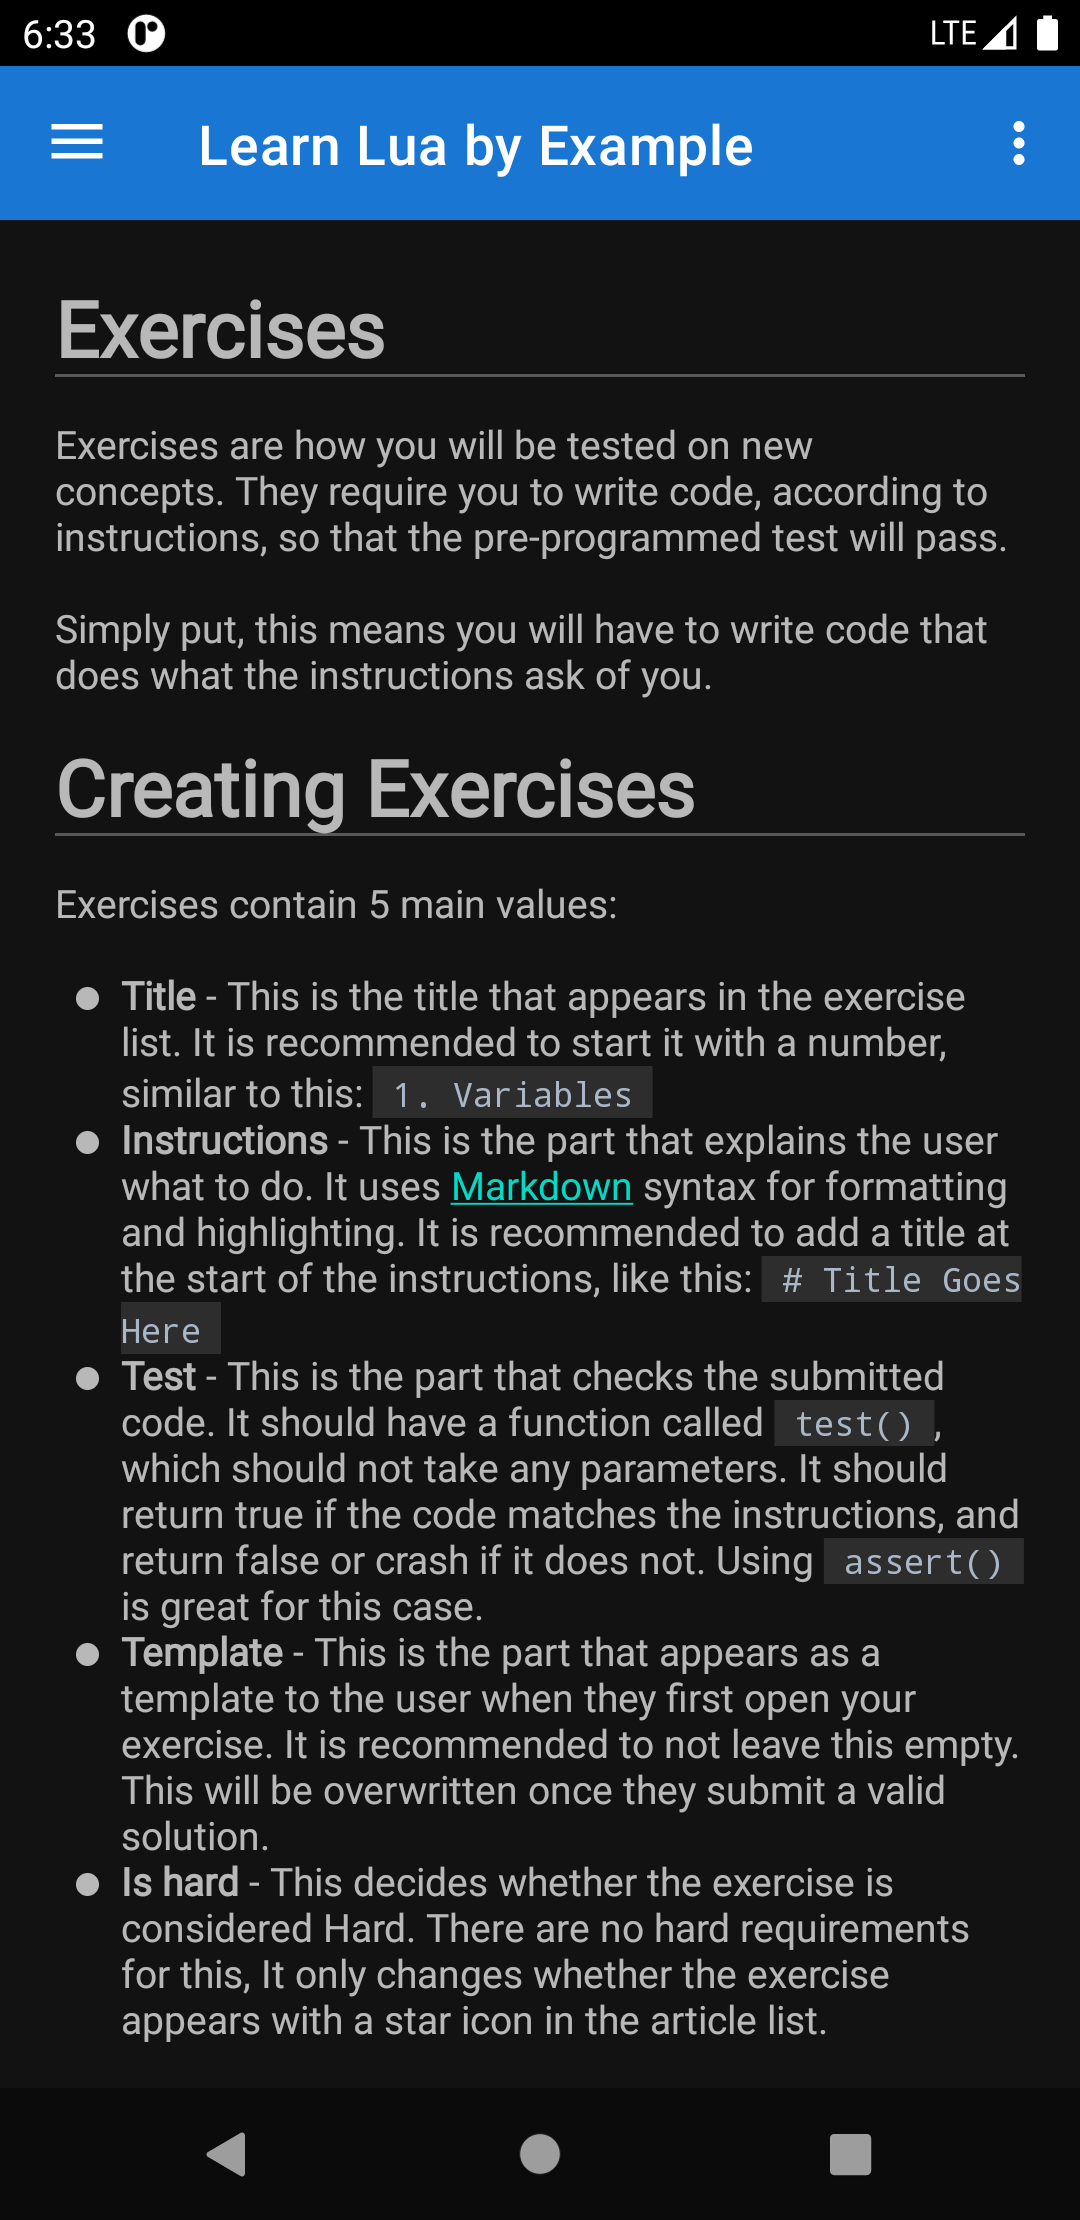 6:33
LTE
Learn Lua by Example
Exercises
Exercises are how you will be tested on new
concepts. They require you to write code, according to
instructions, so that the pre-programmed test will pass.
Simply put, this means you will have to write code that
does what the instructions ask of you.
Creating Exercises
Exercises contain 5 main values:
Title - This is the title that appears in the exercise
list. It is recommended to start it with a number,
similar to this: 1. Variables
Instructions - This is the part that explains the user
what to do. It uses Markdown syntax for formatting
and highlighting. It is recommended to add a title at
the start of the instructions, like this: # Title Goes
Here
Test - This is the part that checks the submitted
code. It should have a function called test() ,
which should not take any parameters. It should
return true if the code matches the instructions, and
return false or crash if it does not. Using assert()
is great for this case.
Template - This is the part that appears as a
template to the user when they first open your
exercise. It is recommended to not leave this empty.
This will be overwritten once they submit a valid
solution.
Is hard - This decides whether the exercise is
considered Hard. There are no hard requirements
for this, It only changes whether the exercise
appears with a star icon in the article list.